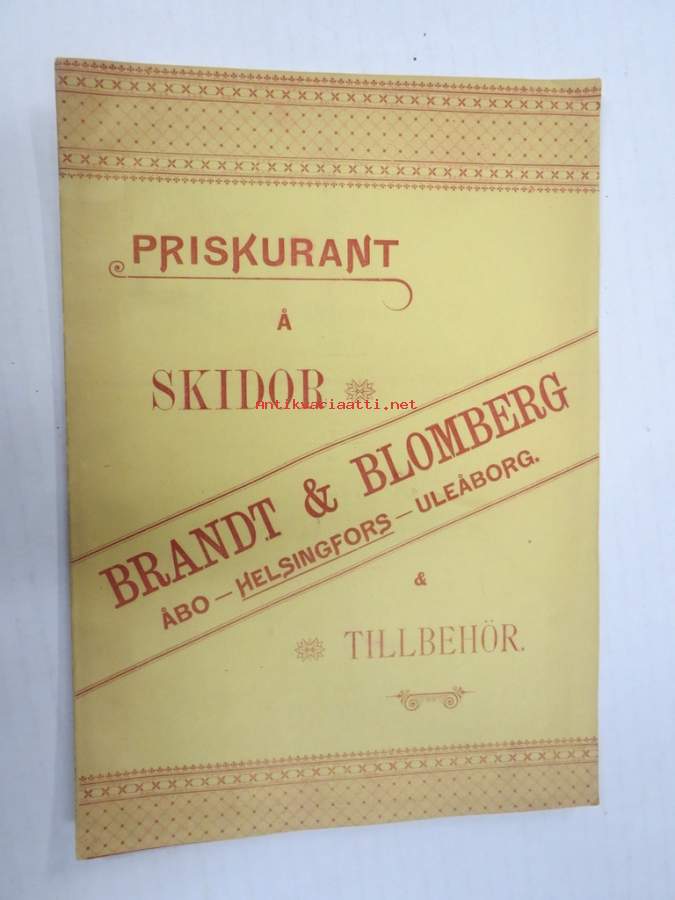 PRISKURANT
Å
SKIDOR
Antikvariaatti.net
BRANDT & BLOMBERG
ÅBO – HELSINGFORS – ULEÅBORG.
&
TILLBEHÖR.